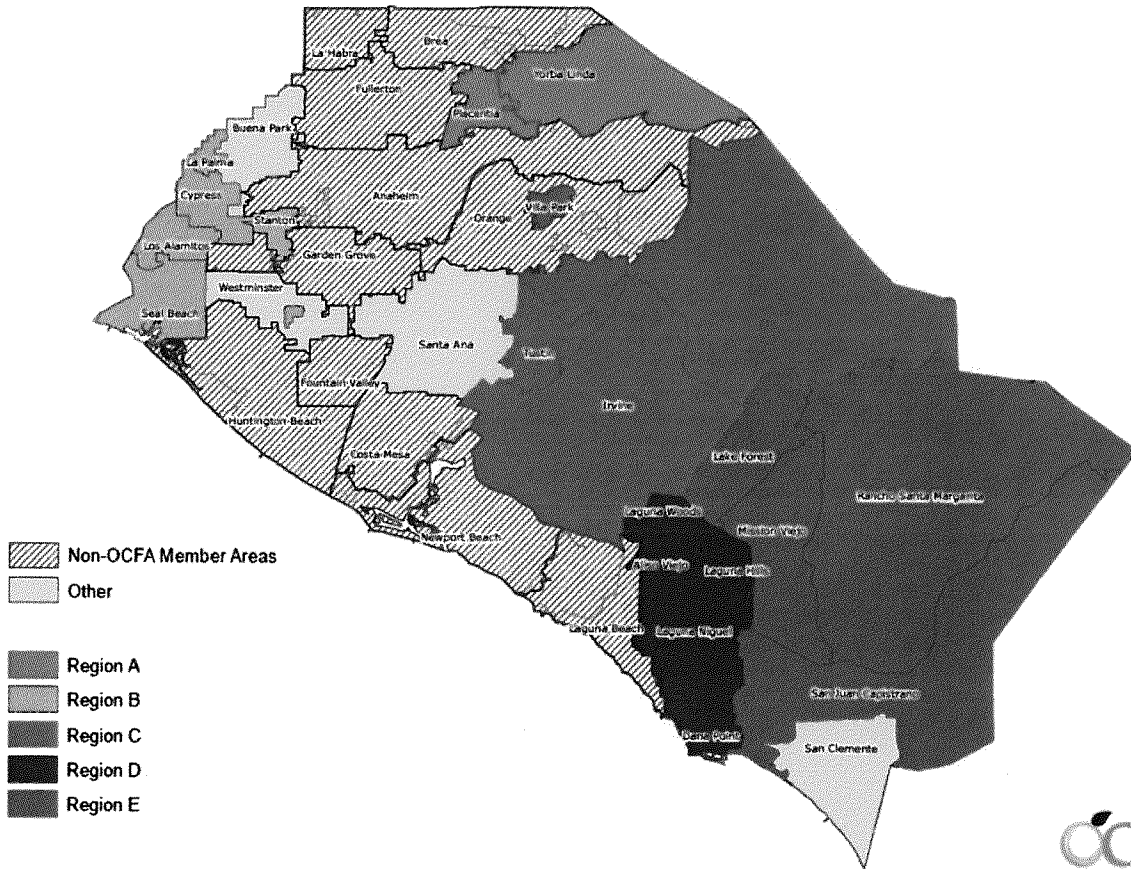 La Habra
Brea
Yorba Linda
Fullerton
Placentia
Buena Park
La Palma
Cypress
Anaheim
Villa Park
Orange
Stanton
Los Alamitos
Garden Grove
Westminster
Seal Beach
Santa Ana
Tustin
Fountain Valley
Irvine
Huntington Beach
Costa Mesa
Lake Forest
Rancho Santa Margarita
Laguna Woods
Mission Viejo
Newport Beach
Aliso Viejo
Laguna Hills
Laguna Beach
Laguna Niguel
San Juan Capistrano
Dana Point
San Clemente
Non-OCFA Member Areas
Other
Region A
Region B
Region C
Region D
Region E